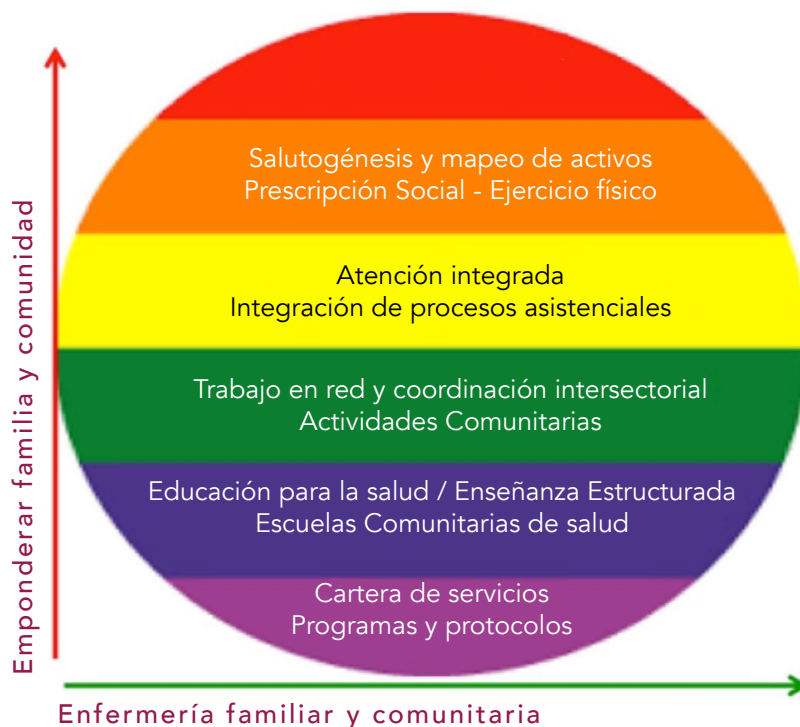 Salutogénesis y mapeo de activos
Prescripción Social - Ejercicio físico
Atención integrada
Integración de procesos asistenciales
Trabajo en red y coordinación intersectorial
Actividades Comunitarias
Educación para la salud / Enseñanza Estructurada
Escuelas Comunitarias de salud
Cartera de servicios
Programas y protocolos
Emponderar familia y comunidad
Enfermería familiar y comunitaria